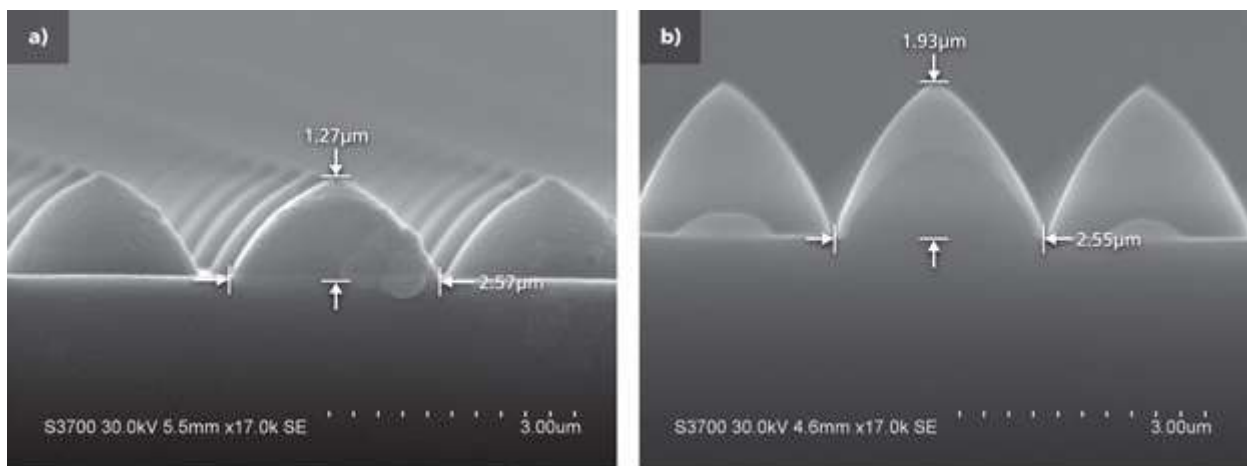 a)
1.27µm
2.57µm
S3700 30.0kV 5.5mm x17.0k SE
3.00um
b)
1.93µm
2.55µm
S3700 30.0kV 4.6mm x17.0k SE
3.00um